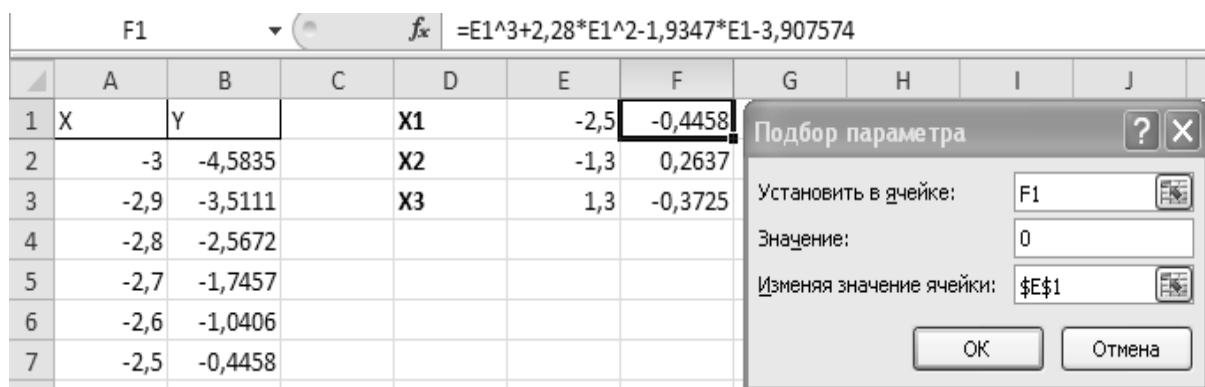 F1 fx =E1^3+2,28*E1^2-1,9347*E1-3,907574
A B C D E F G H I J
1 X Y X1 -2,5 -0,4458
2 -3 -4,5835 X2 -1,3 0,2637
3 -2,9 -3,5111 X3 1,3 -0,3725
4 -2,8 -2,5672
5 -2,7 -1,7457
6 -2,6 -1,0406
7 -2,5 -0,4458
Подбор параметра ? X
Установить в ячейке: F1
Значение: 0
Изменяя значение ячейки: $E$1
ОК Отмена